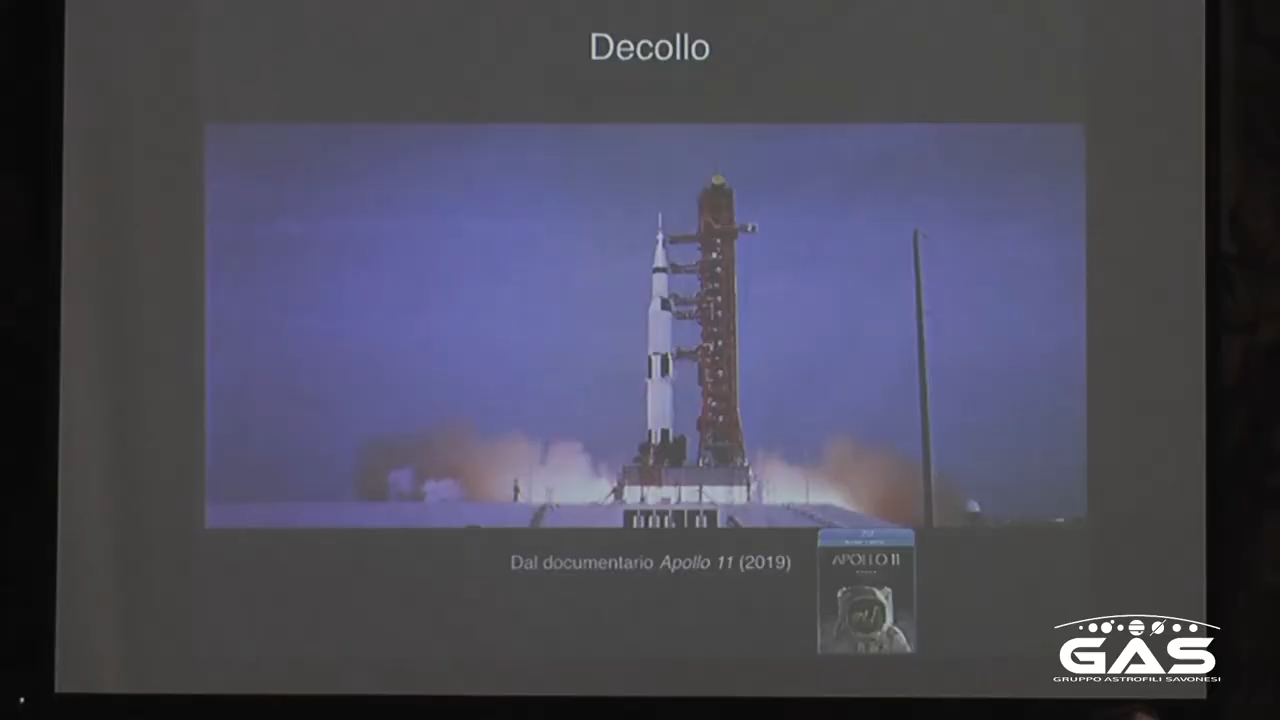 Decollo
Dal documentario Apollo 11 (2019)
APOLLO 11
GAS
GRUPPO ASTROFILI SAVONESI